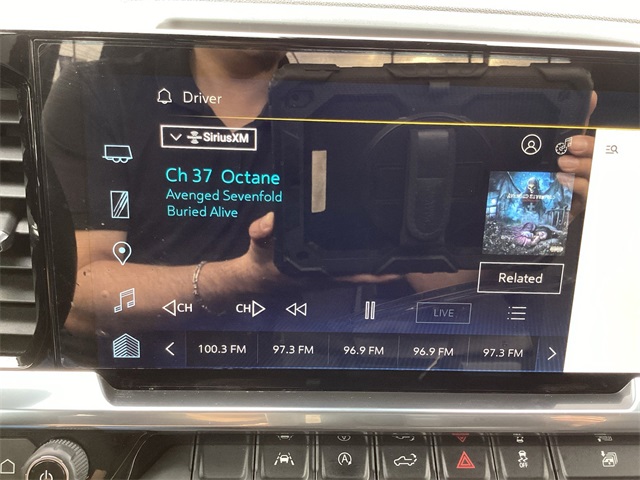 Driver
SiriusXM
Ch 37 Octane
Avenged Sevenfold
Buried Alive
Related
CH
CH
LIVE
100.3 FM 97.3 FM 96.9 FM 96.9 FM 97.3 FM
A
OFF